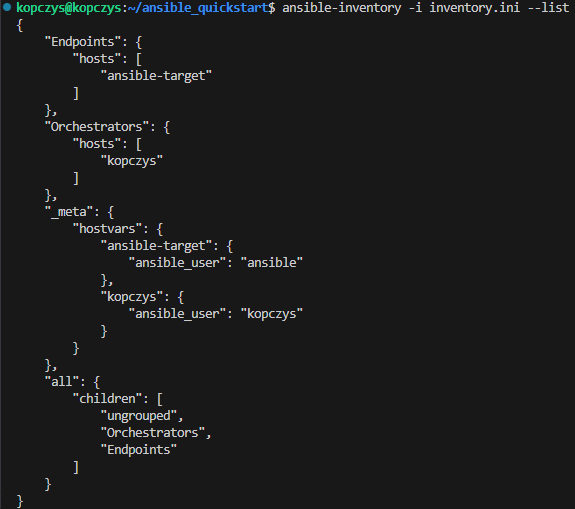 kopczys@kopczys:~/ansible_quickstart$ ansible-inventory -i inventory.ini --list
{
    "Endpoints": {
        "hosts": [
            "ansible-target"
        ]
    },
    "Orchestrators": {
        "hosts": [
            "kopczys"
        ]
    },
    "_meta": {
        "hostvars": {
            "ansible-target": {
                "ansible_user": "ansible"
            },
            "kopczys": {
                "ansible_user": "kopczys"
            }
        }
    },
    "all": {
        "children": [
            "ungrouped",
            "Orchestrators",
            "Endpoints"
        ]
    }
}